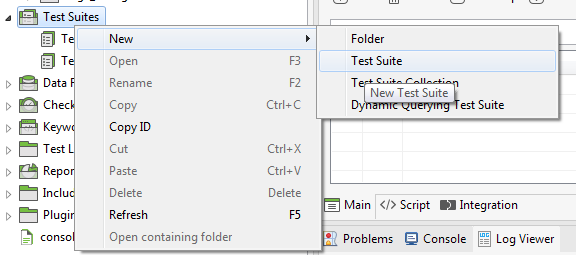 Test Suites
New
Folder
Open F3
Test Suite
Rename F2
Test Suite Collection
New Test Suite
Copy Ctrl+C
Dynamic Querying Test Suite
Copy ID
Cut Ctrl+X
Paste Ctrl+V
Delete Delete
Refresh F5
Open containing folder
Te
Te
Data F
Check
Keywo
Test L
Repor
Includ
Plugin
consol
Main Script Integration
Problems Console Log Viewer